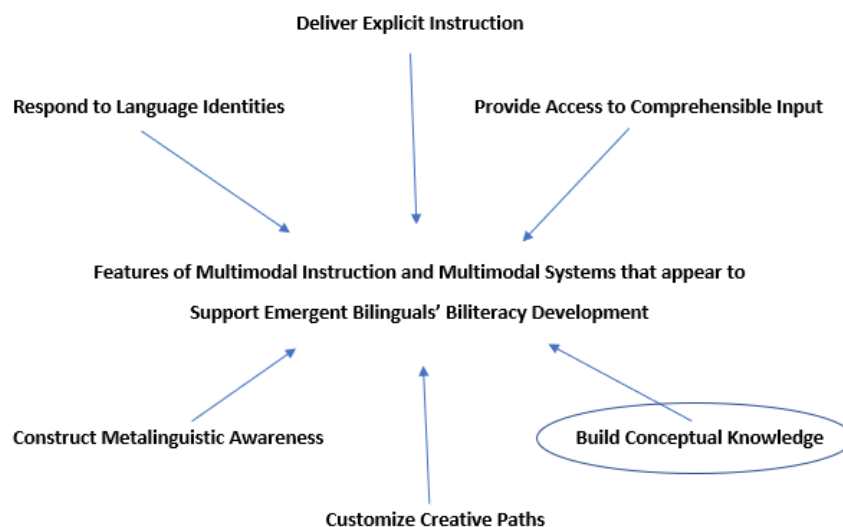 Deliver Explicit Instruction
Respond to Language Identities
Provide Access to Comprehensible Input
Features of Multimodal Instruction and Multimodal Systems that appear to
Support Emergent Bilinguals’ Biliteracy Development
Construct Metalinguistic Awareness
Build Conceptual Knowledge
Customize Creative Paths